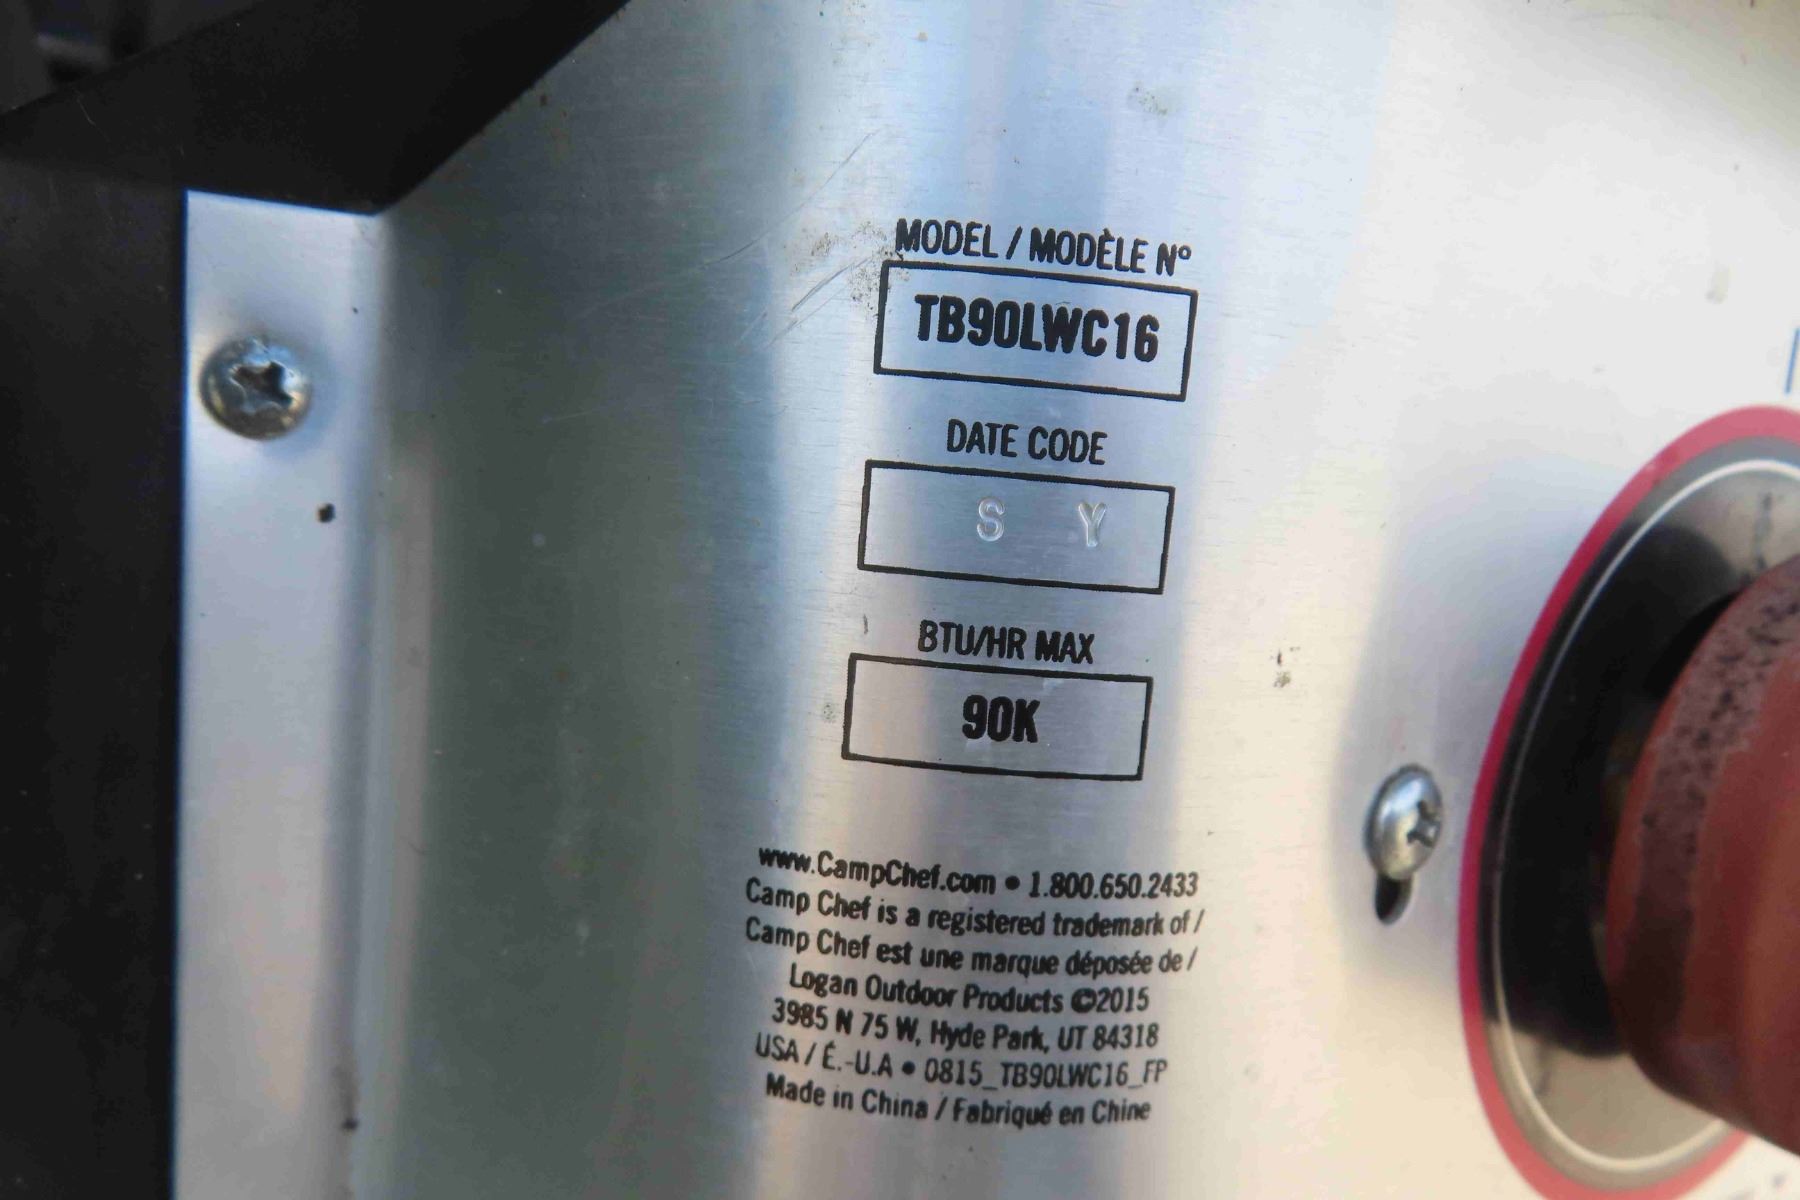 MODEL / MODÈLE Nº
TB90LWC16
DATE CODE
S Y
BTU/HR MAX
90K
www.CampChef.com • 1.800.650.2433
Camp Chef is a registered trademark of /
Camp Chef est une marque déposée de /
Logan Outdoor Products ©2015
3985 N 75 W, Hyde Park, UT 84318
USA / É.-U.A • 0815_TB90LWC16_FP
Made in China / Fabriqué en Chine